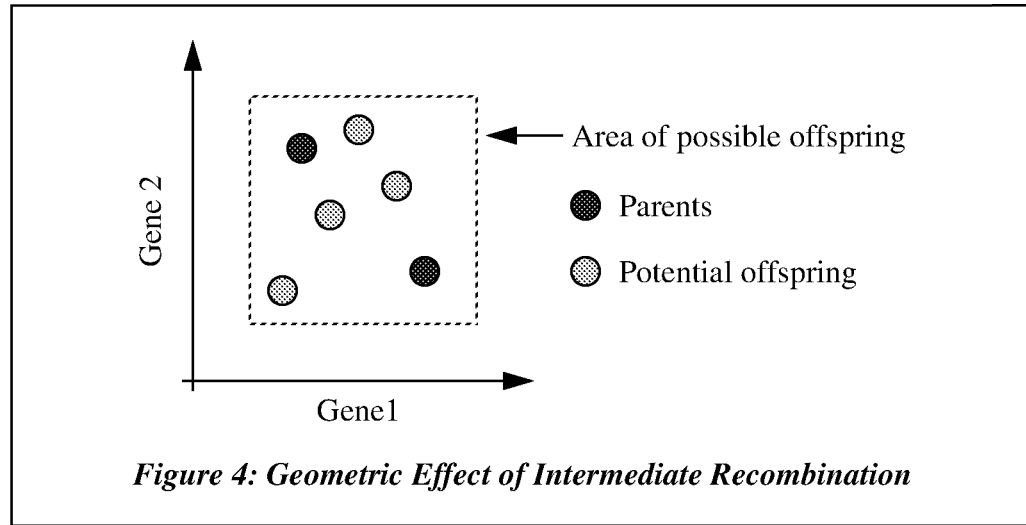 Gene 2
Area of possible offspring
Parents
Potential offspring
Gene1
Figure 4: Geometric Effect of Intermediate Recombination